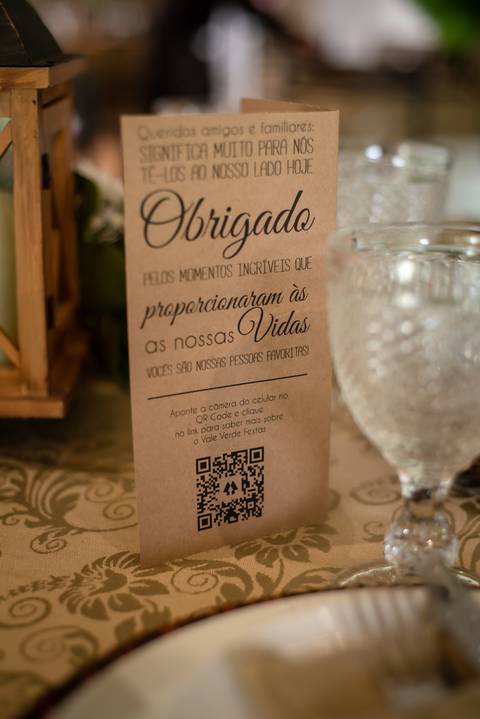 Queridos amigos e familiares:
SIGNIFICA MUITO PARA NÓS
TÊ-LOS AO NOSSO LADO HOJE
Obrigado
PELOS MOMENTOS INCRÍVEIS QUE
proporcionaram às
as nossas Vidas
VOCÊS SÃO NOSSAS PESSOAS FAVORITAS!
Aponte a câmera do celular no
QR Code e clique
no link para saber mais sobre
o Vale Verde Festas